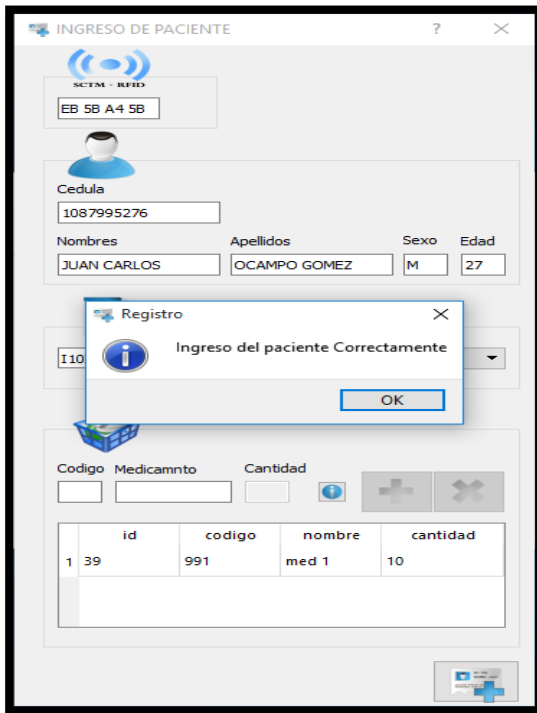 INGRESO DE PACIENTE ?
SCTM - RFID
EB 5B A4 5B
Cedula
1087995276
Nombres Apellidos Sexo Edad
JUAN CARLOS OCAMPO GOMEZ M 27
Registro
Ingreso del paciente Correctamente
I10
OK
Codigo Medicamnto Cantidad
id codigo nombre cantidad
1 39 991 med 1 10